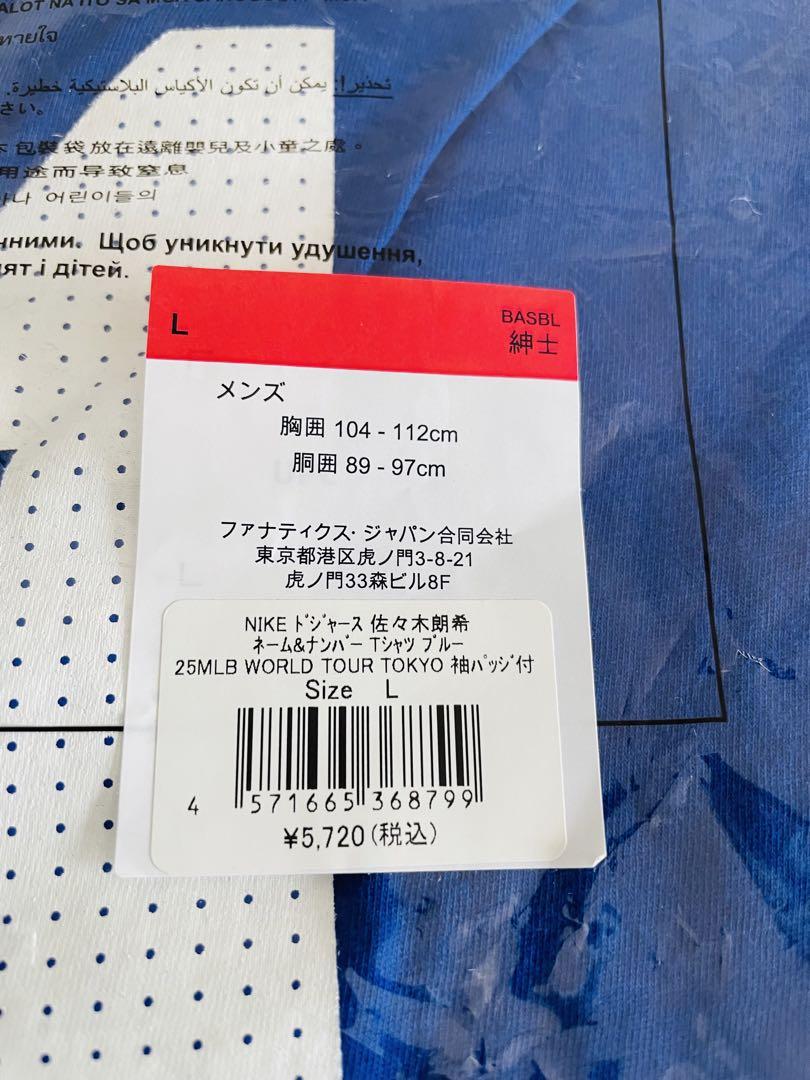 ทายใจ
تحذير!: يمكن أن تكون الأكياس البلاستيكية خطيرة.
さい。
包裝袋放在遠離嬰兒及小童之處。
用途而导致窒息
어린이들의
Щоб уникнути удушення,
і дітей.
L
BASBL
紳士
メンズ
胸囲 104 - 112cm
胴囲 89 - 97cm
ファナティクス・ジャパン合同会社
東京都港区虎ノ門3-8-21
虎ノ門33森ビル8F
NIKE ﾄﾞｼﾞｬｰｽ 佐々木朗希
ﾈｰﾑ&ﾅﾝﾊﾞｰ Tｼｬﾂ ﾌﾞﾙｰ
25MLB WORLD TOUR TOKYO 袖ﾊﾟｯｼﾞ付
Size L
4 571665 368799
¥5,720(税込)